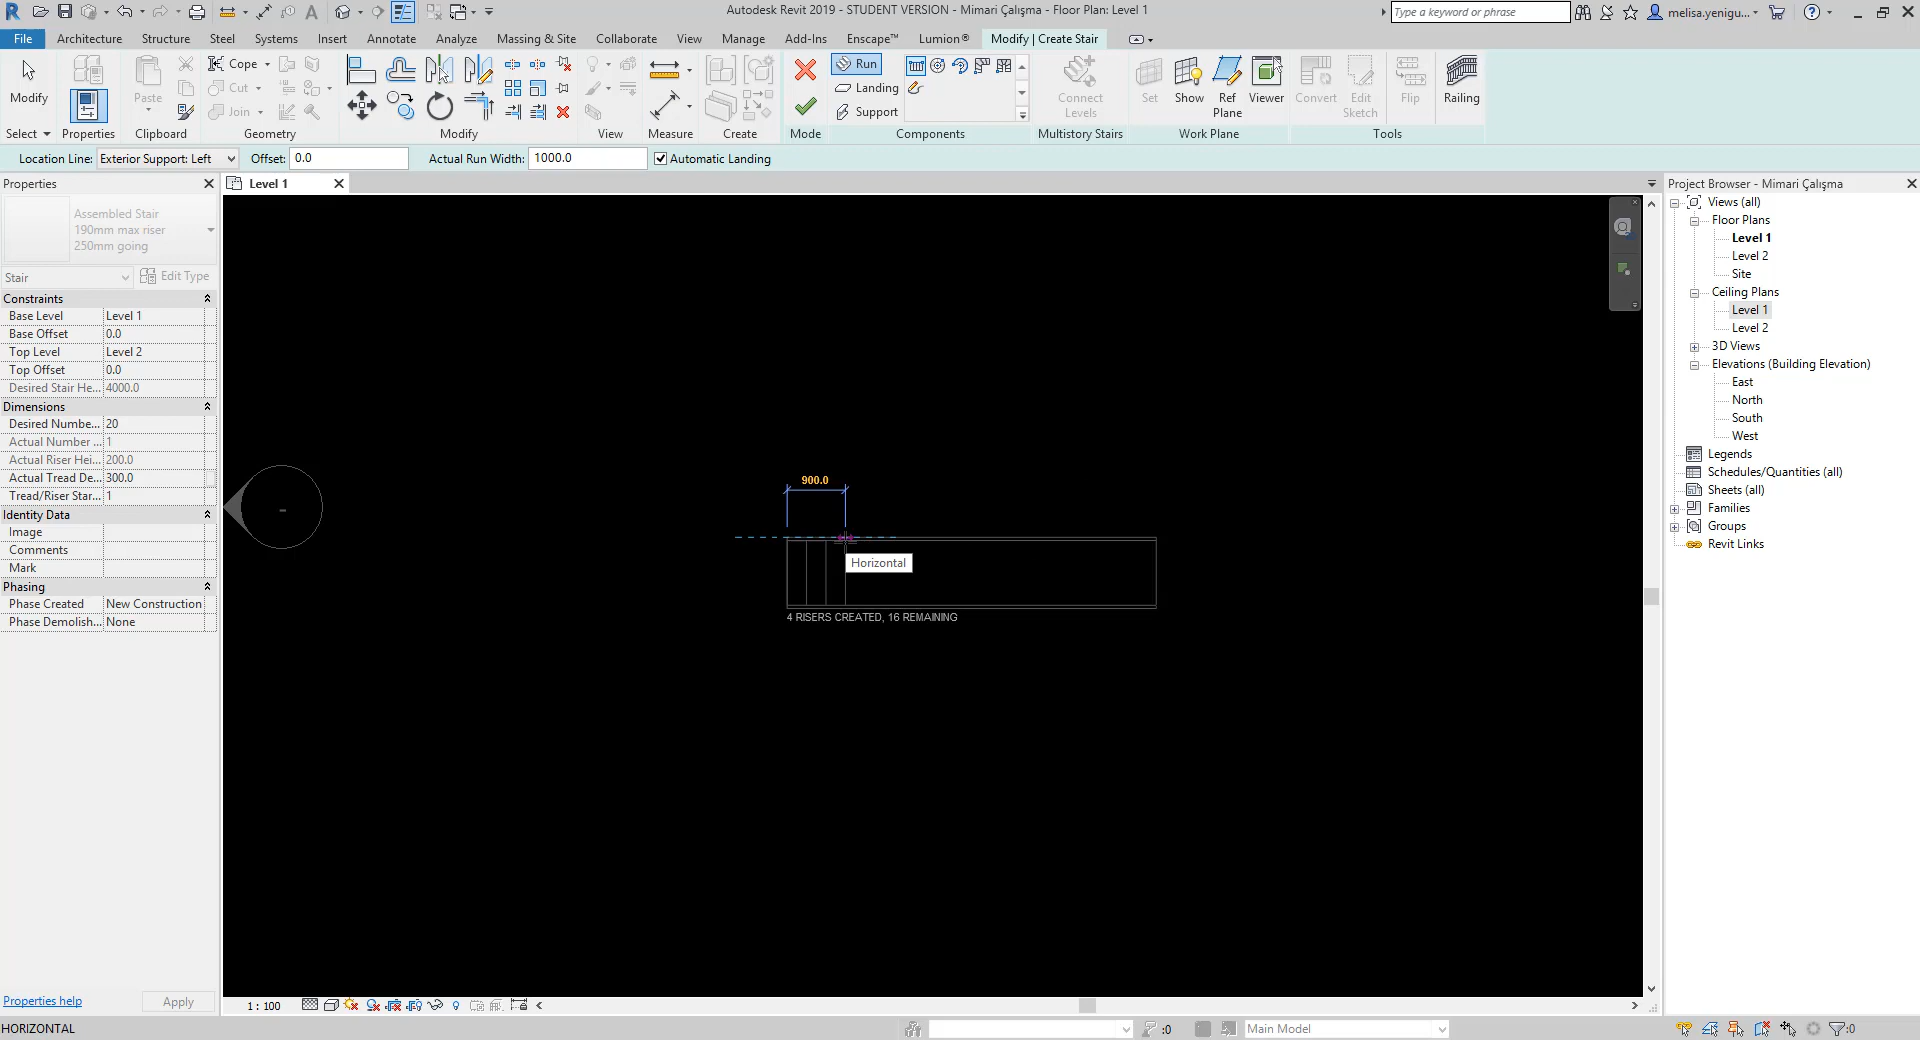 Autodesk Revit 2019 - STUDENT VERSION - Mimari Çalışma - Floor Plan: Level 1
Type a keyword or phrase
melisa.yenigu...
File Architecture Structure Steel Systems Insert Annotate Analyze Massing & Site Collaborate View Manage Add-Ins Enscape™ Lumion® Modify | Create Stair
Modify
Paste
Cope
Cut
Join
Run
Landing
Support
Connect
Levels
Set
Show
Ref
Plane
Viewer
Convert
Edit
Sketch
Flip
Railing
Select Properties Clipboard Geometry Modify View Measure Create Mode Components Multistory Stairs Work Plane Tools
Location Line: Exterior Support: Left Offset: 0.0 Actual Run Width: 1000.0 Automatic Landing
Properties
Assembled Stair
190mm max riser
250mm going
Stair Edit Type
Constraints
Base Level Level 1
Base Offset 0.0
Top Level Level 2
Top Offset 0.0
Desired Stair He... 4000.0
Dimensions
Desired Numbe... 20
Actual Number ... 1
Actual Riser Hei... 200.0
Actual Tread De... 300.0
Tread/Riser Star... 1
Identity Data
Image
Comments
Mark
Phasing
Phase Created New Construction
Phase Demolish... None
Properties help Apply
Level 1
900.0
Horizontal
4 RISERS CREATED, 16 REMAINING
Project Browser - Mimari Çalışma
Views (all)
Floor Plans
Level 1
Level 2
Site
Ceiling Plans
Level 1
Level 2
3D Views
Elevations (Building Elevation)
East
North
South
West
Legends
Schedules/Quantities (all)
Sheets (all)
Families
Groups
Revit Links
1 : 100
HORIZONTAL
:0
Main Model
:0